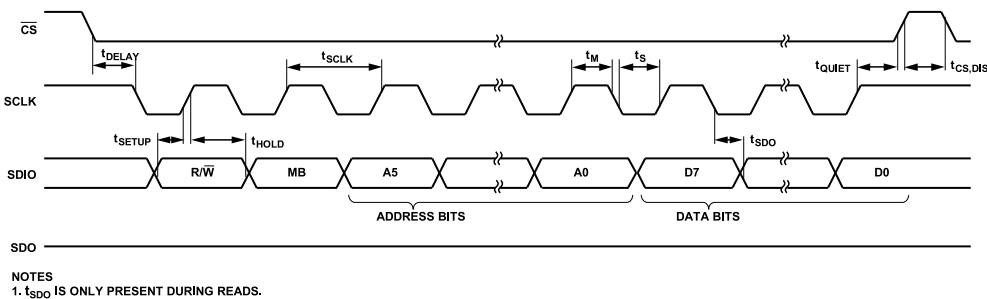 CS
tDELAY
tSCLK
tM
tS
tQUIET
tCS,DIS
SCLK
tSETUP
tHOLD
tSDO
SDIO
R/W
MB
A5
A0
D7
D0
ADDRESS BITS
DATA BITS
SDO
NOTES
1. tSDO IS ONLY PRESENT DURING READS.